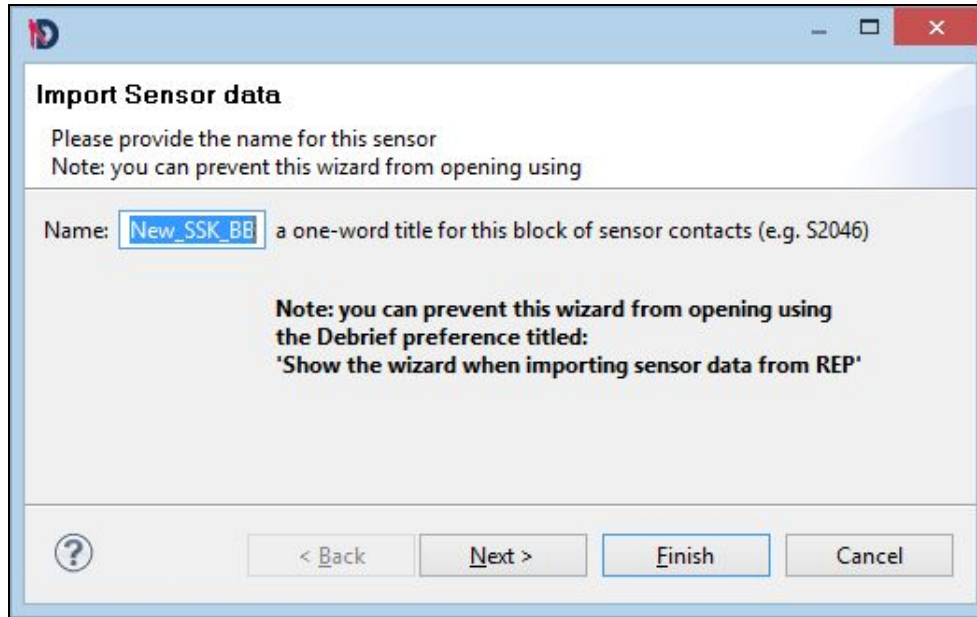 Import Sensor data
Please provide the name for this sensor
Note: you can prevent this wizard from opening using
Name: New_SSK_BB a one-word title for this block of sensor contacts (e.g. S2046)
Note: you can prevent this wizard from opening using
the Debrief preference titled:
'Show the wizard when importing sensor data from REP'
? < Back Next > Finish Cancel